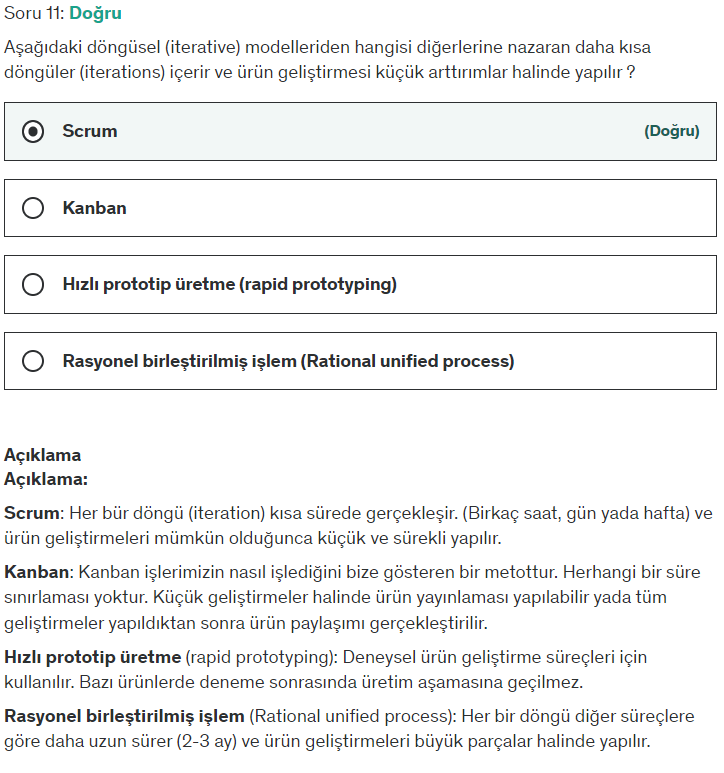 Soru 11: Doğru
Aşağıdaki döngüsel (iterative) modelleriden hangisi diğerlerine nazaran daha kısa
döngüler (iterations) içerir ve ürün geliştirmesi küçük arttırımlar halinde yapılır ?
Scrum (Doğru)
Kanban
Hızlı prototip üretme (rapid prototyping)
Rasyonel birleştirilmiş işlem (Rational unified process)
Açıklama
Açıklama:
Scrum: Her bür döngü (iteration) kısa sürede gerçekleşir. (Birkaç saat, gün yada hafta) ve
ürün geliştirmeleri mümkün olduğunca küçük ve sürekli yapılır.
Kanban: Kanban işlerimizin nasıl işlediğini bize gösteren bir metottur. Herhangi bir süre
sınırlaması yoktur. Küçük geliştirmeler halinde ürün yayınlaması yapılabilir yada tüm
geliştirmeler yapıldıktan sonra ürün paylaşımı gerçekleştirilir.
Hızlı prototip üretme (rapid prototyping): Deneysel ürün geliştirme süreçleri için
kullanılır. Bazı ürünlerde deneme sonrasında üretim aşamasına geçilmez.
Rasyonel birleştirilmiş işlem (Rational unified process): Her bir döngü diğer süreçlere
göre daha uzun sürer (2-3 ay) ve ürün geliştirmeleri büyük parçalar halinde yapılır.